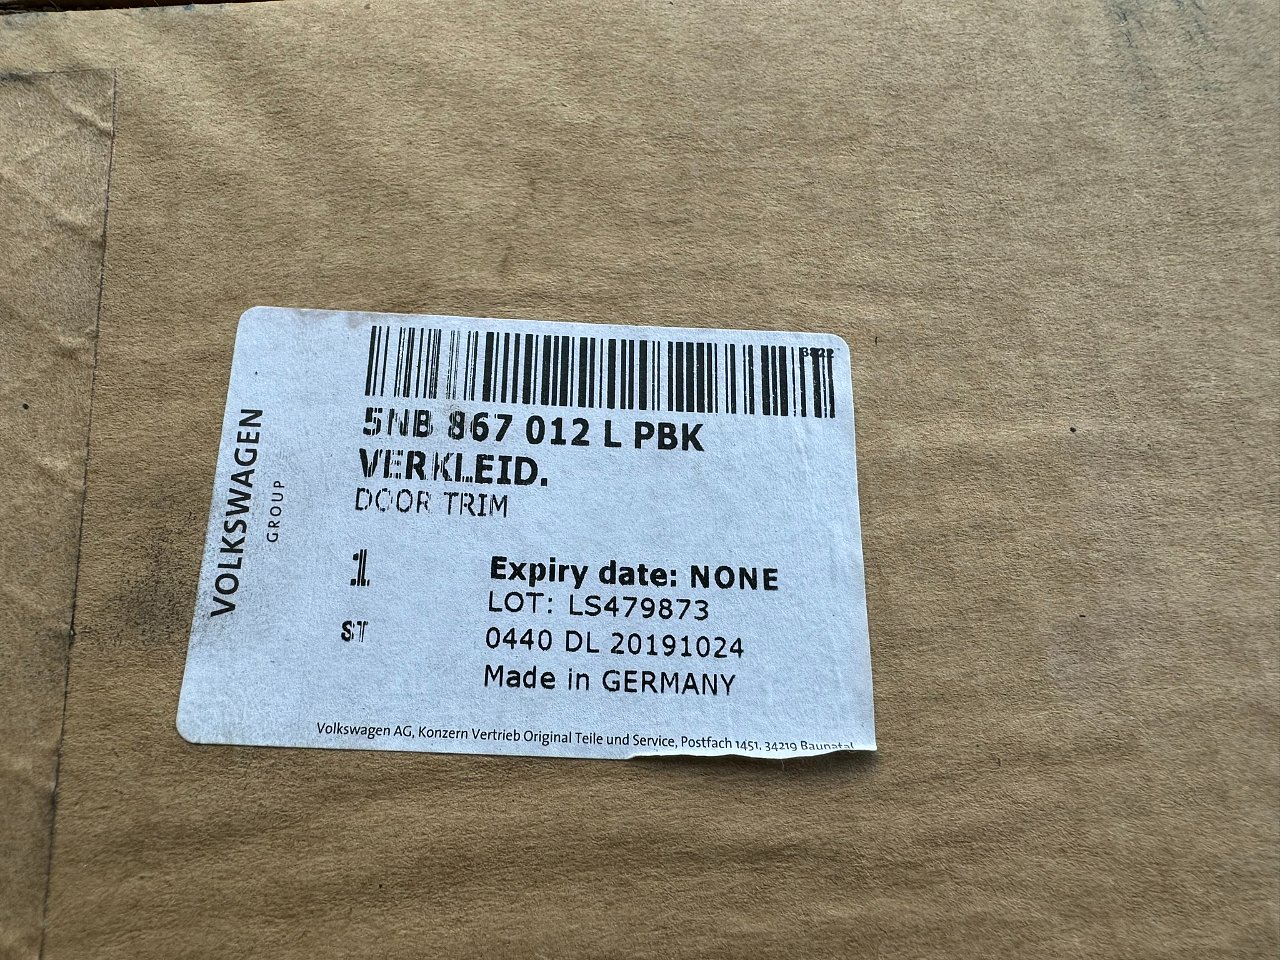 3822
5NB 867 012 L PBK
VERKLEID.
DOOR TRIM
VOLKSWAGEN
GROUP
1
ST
Expiry date: NONE
LOT: LS479873
0440 DL 20191024
Made in GERMANY
Volkswagen AG, Konzern Vertrieb Original Teile und Service, Postfach 1451, 34219 Baunatal